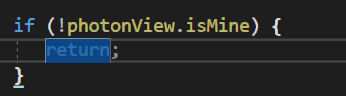 if (!photonView.isMine) {
return;
}